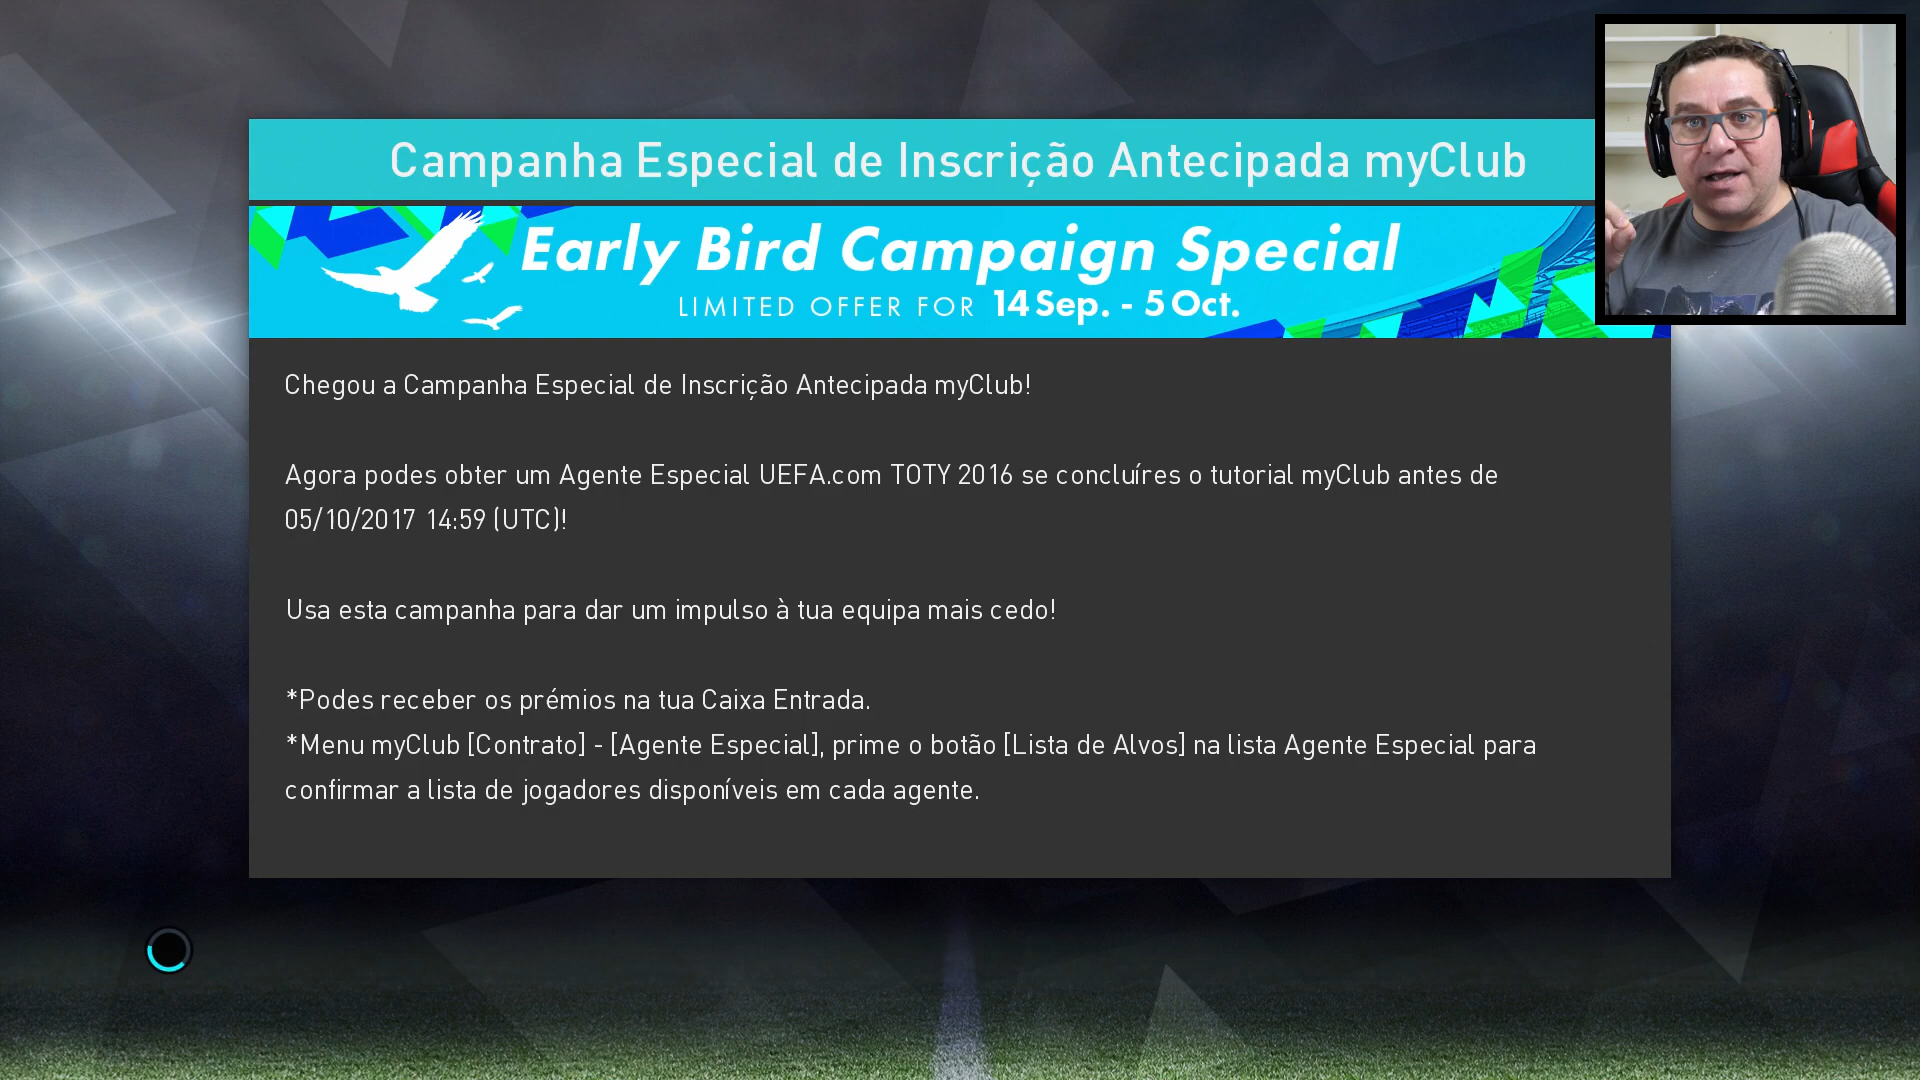 Campanha Especial de Inscrição Antecipada myClub
Early Bird Campaign Special
LIMITED OFFER FOR 14 Sep. - 5 Oct.
Chegou a Campanha Especial de Inscrição Antecipada myClub!
Agora podes obter um Agente Especial UEFA.com TOTY 2016 se concluíres o tutorial myClub antes de
05/10/2017 14:59 (UTC)!
Usa esta campanha para dar um impulso à tua equipa mais cedo!
*Podes receber os prémios na tua Caixa Entrada.
*Menu myClub [Contrato] - [Agente Especial], prime o botão [Lista de Alvos] na lista Agente Especial para
confirmar a lista de jogadores disponíveis em cada agente.